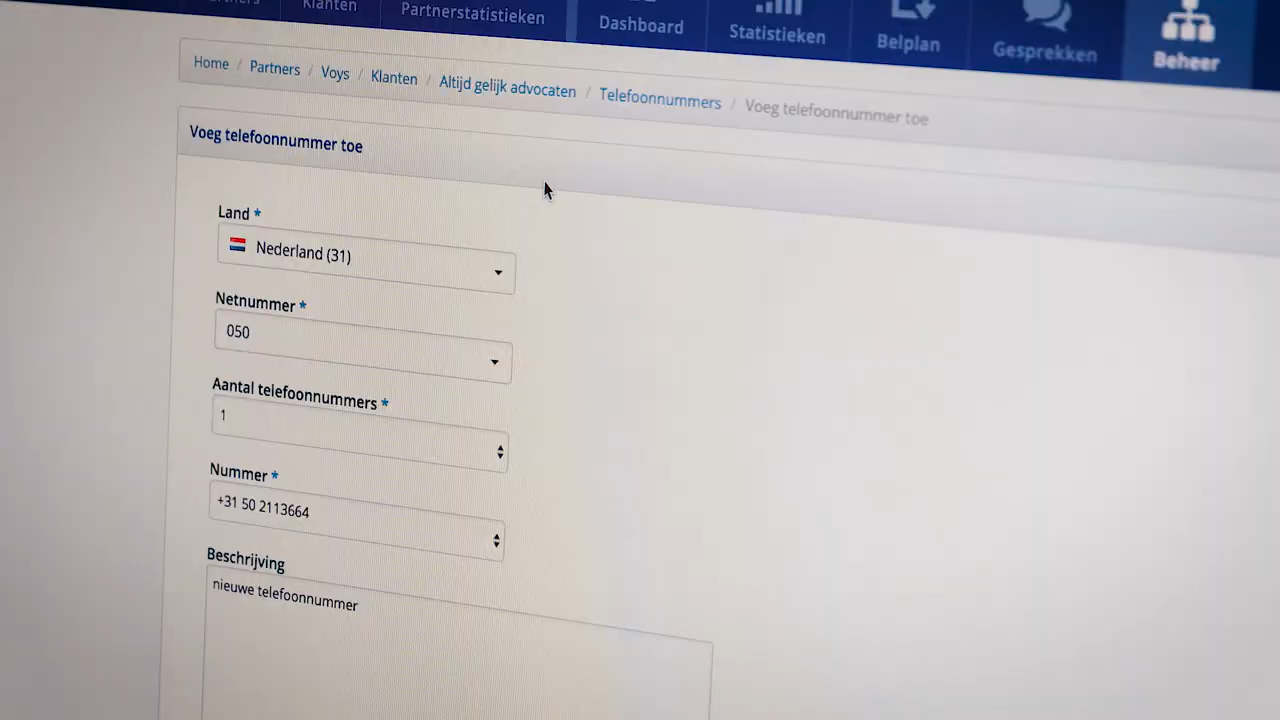 Partners Klanten Partnerstatistieken Dashboard Statistieken Belplan Gesprekken Beheer
Home / Partners / Voys / Klanten / Altijd gelijk advocaten / Telefoonnummers / Voeg telefoonnummer toe
Voeg telefoonnummer toe
Land *
Nederland (31)
Netnummer *
050
Aantal telefoonnummers *
1
Nummer *
+31 50 2113664
Beschrijving
nieuwe telefoonnummer